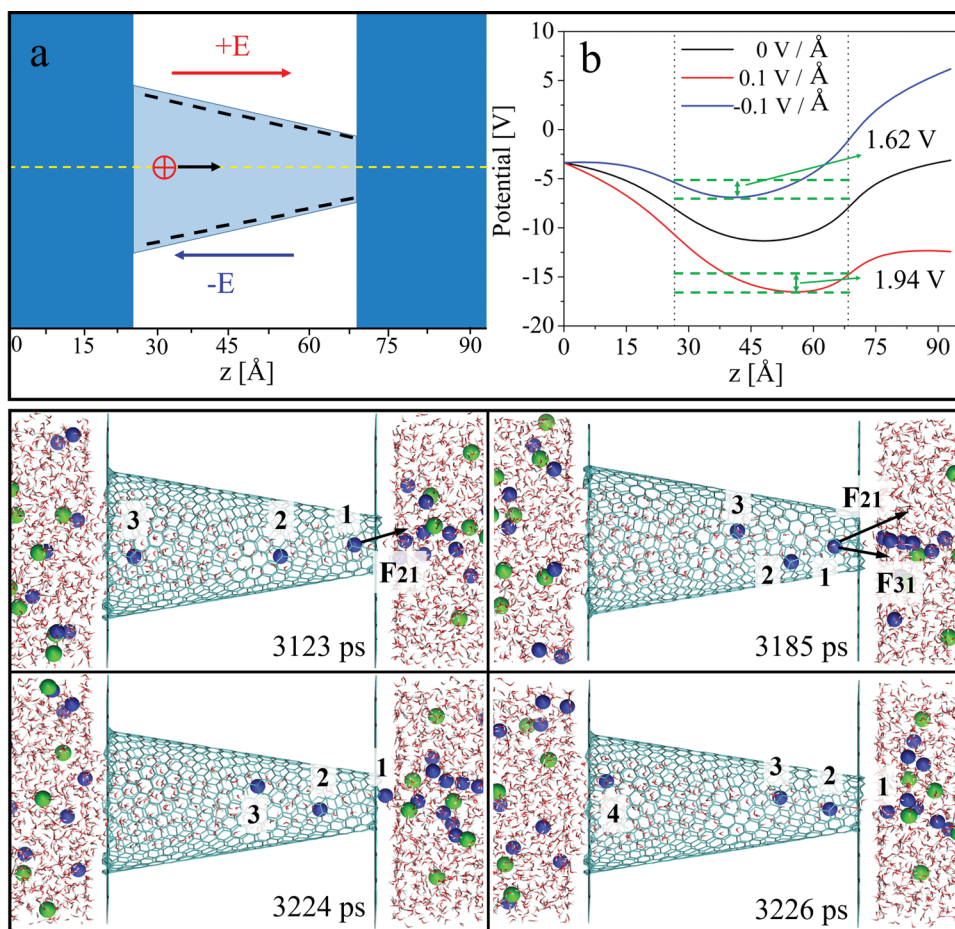 a
+E
-E
0 15 30 45 60 75 90
z [Å]
b
0 V / Å
0.1 V / Å
-0.1 V / Å
1.62 V
1.94 V
Potential [V]
10
5
0
-5
-10
-15
-20
0 15 30 45 60 75 90
z [Å]
3 2 1
F21
3123 ps
3
2 1
F21
F31
3185 ps
3 2 1
3224 ps
4 3 2 1
3226 ps